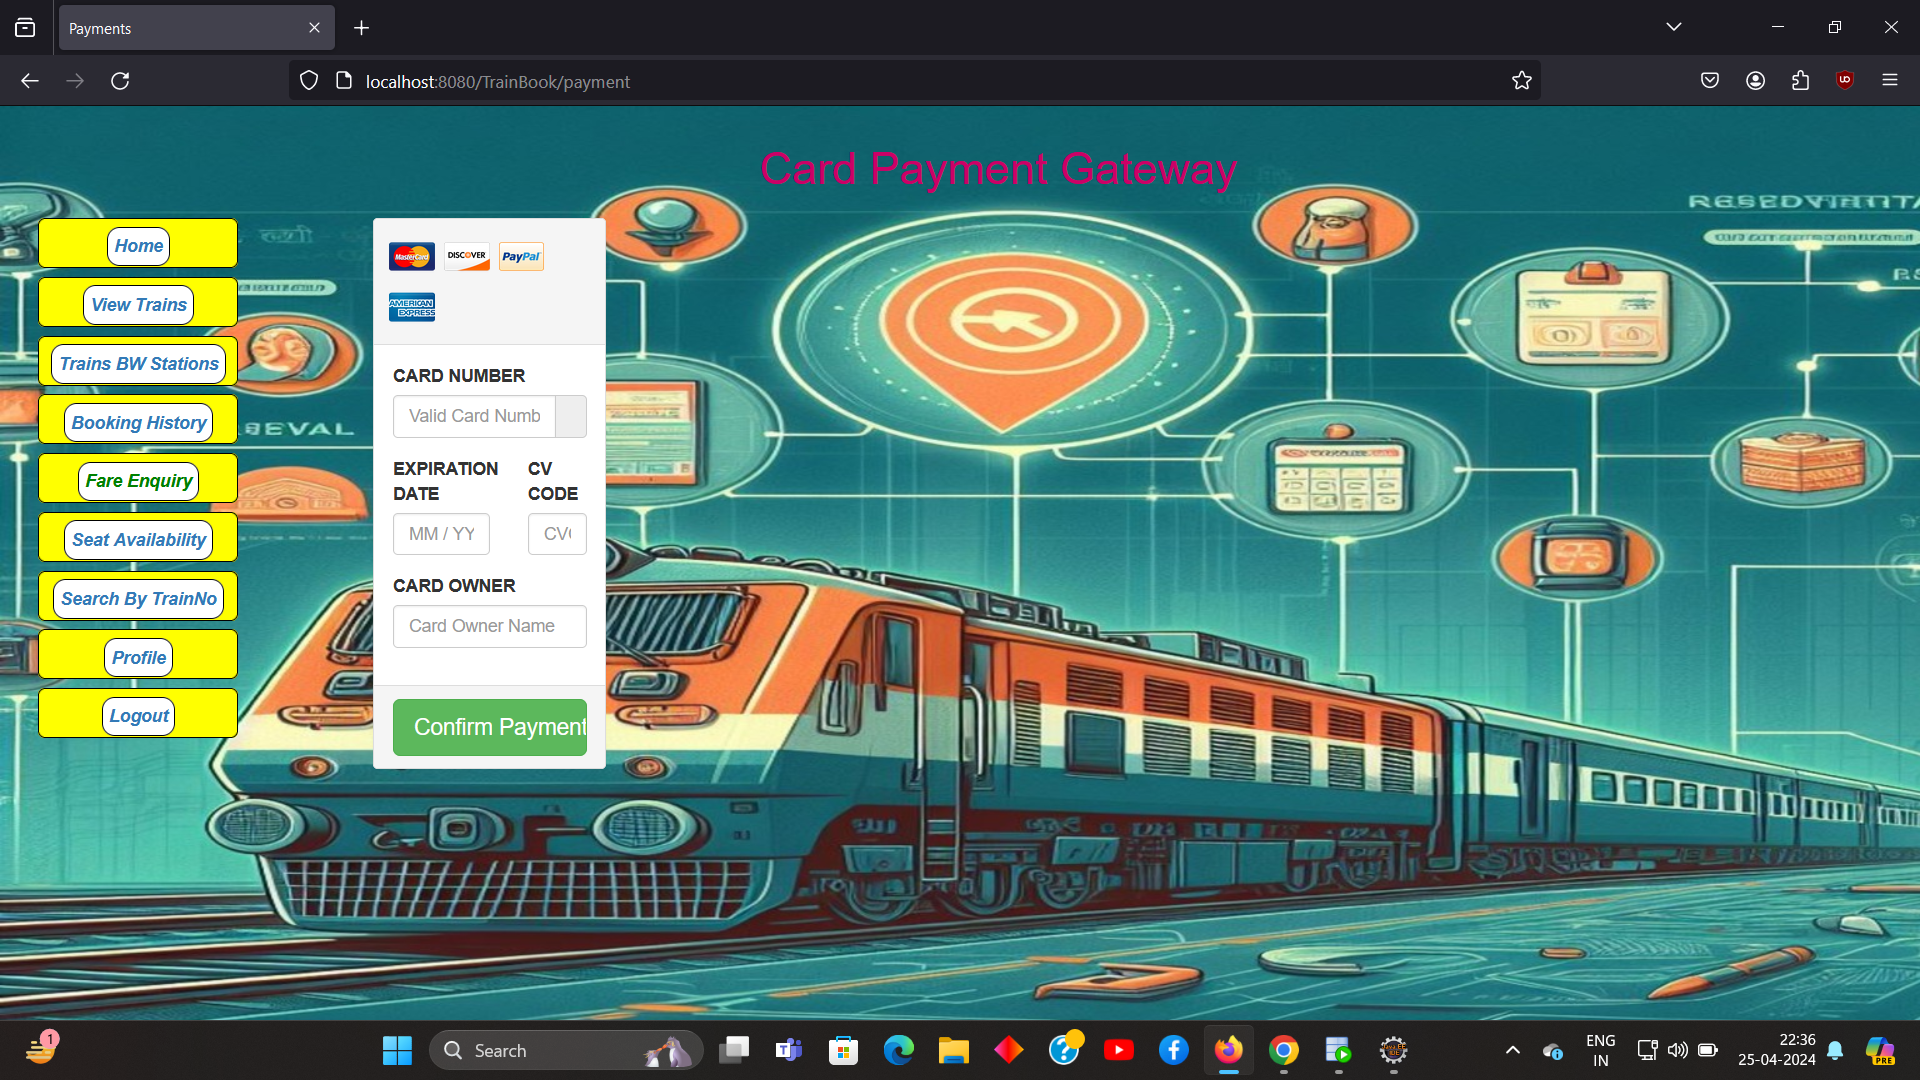 Payments
localhost:8080/TrainBook/payment
Card Payment Gateway
Home
View Trains
Trains BW Stations
Booking History
Fare Enquiry
Seat Availability
Search By TrainNo
Profile
Logout
MasterCard DISCOVER PayPal
AMERICAN EXPRESS
CARD NUMBER
Valid Card Numb
EXPIRATION DATE
CV CODE
MM / YY
CV
CARD OWNER
Card Owner Name
Confirm Payment
EVAL
1
Search
ENG
IN
22:36
25-04-2024
PRE